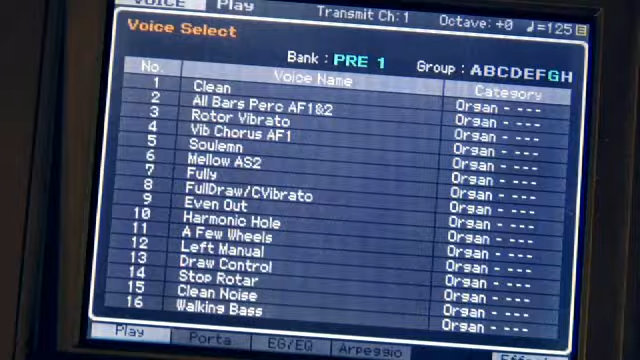 VOICE Play Transmit Ch:1 Octave:+0 ♩=125
Voice Select
Bank : PRE 1 Group : ABCDEFGH
No. Voice Name Category
1 Clean Organ - ---
2 All Bars Perc AF1&2 Organ - ---
3 Rotor Vibrato Organ - ---
4 Vib Chorus AF1 Organ - ---
5 Soulemn Organ - ---
6 Mellow AS2 Organ - ---
7 Fully Organ - ---
8 FullDraw/CVibrato Organ - ---
9 Even Out Organ - ---
10 Harmonic Hole Organ - ---
11 A Few Wheels Organ - ---
12 Left Manual Organ - ---
13 Draw Control Organ - ---
14 Stop Rotar Organ - ---
15 Clean Noise Organ - ---
16 Walking Bass Organ - ---
Play Porta EG/EQ Arpeggio